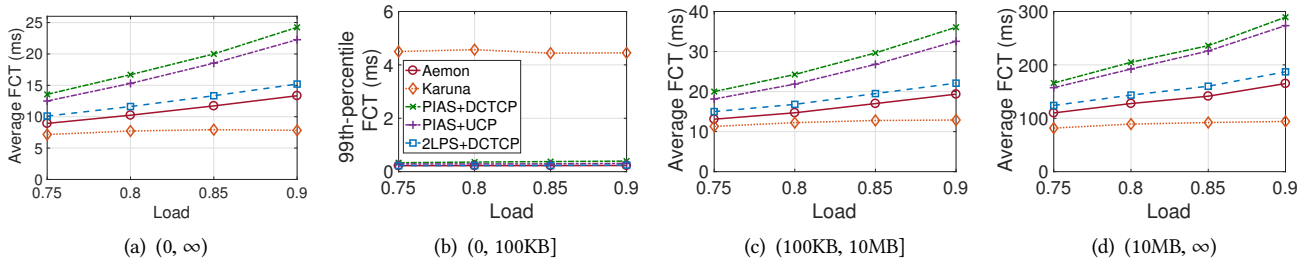 Average FCT (ms)
25
20
15
10
5
0
0.75
0.8
0.85
0.9
Load
(a) (0, ∞)
99th-percentile
FCT (ms)
6
4
2
0
Aemon
Karuna
PIAS+DCTCP
PIAS+UCP
2LPS+DCTCP
0.75
0.8
0.85
0.9
Load
(b) (0, 100KB]
Average FCT (ms)
40
30
20
10
0
0.75
0.8
0.85
0.9
Load
(c) (100KB, 10MB]
Average FCT (ms)
300
200
100
0
0.75
0.8
0.85
0.9
Load
(d) (10MB, ∞)